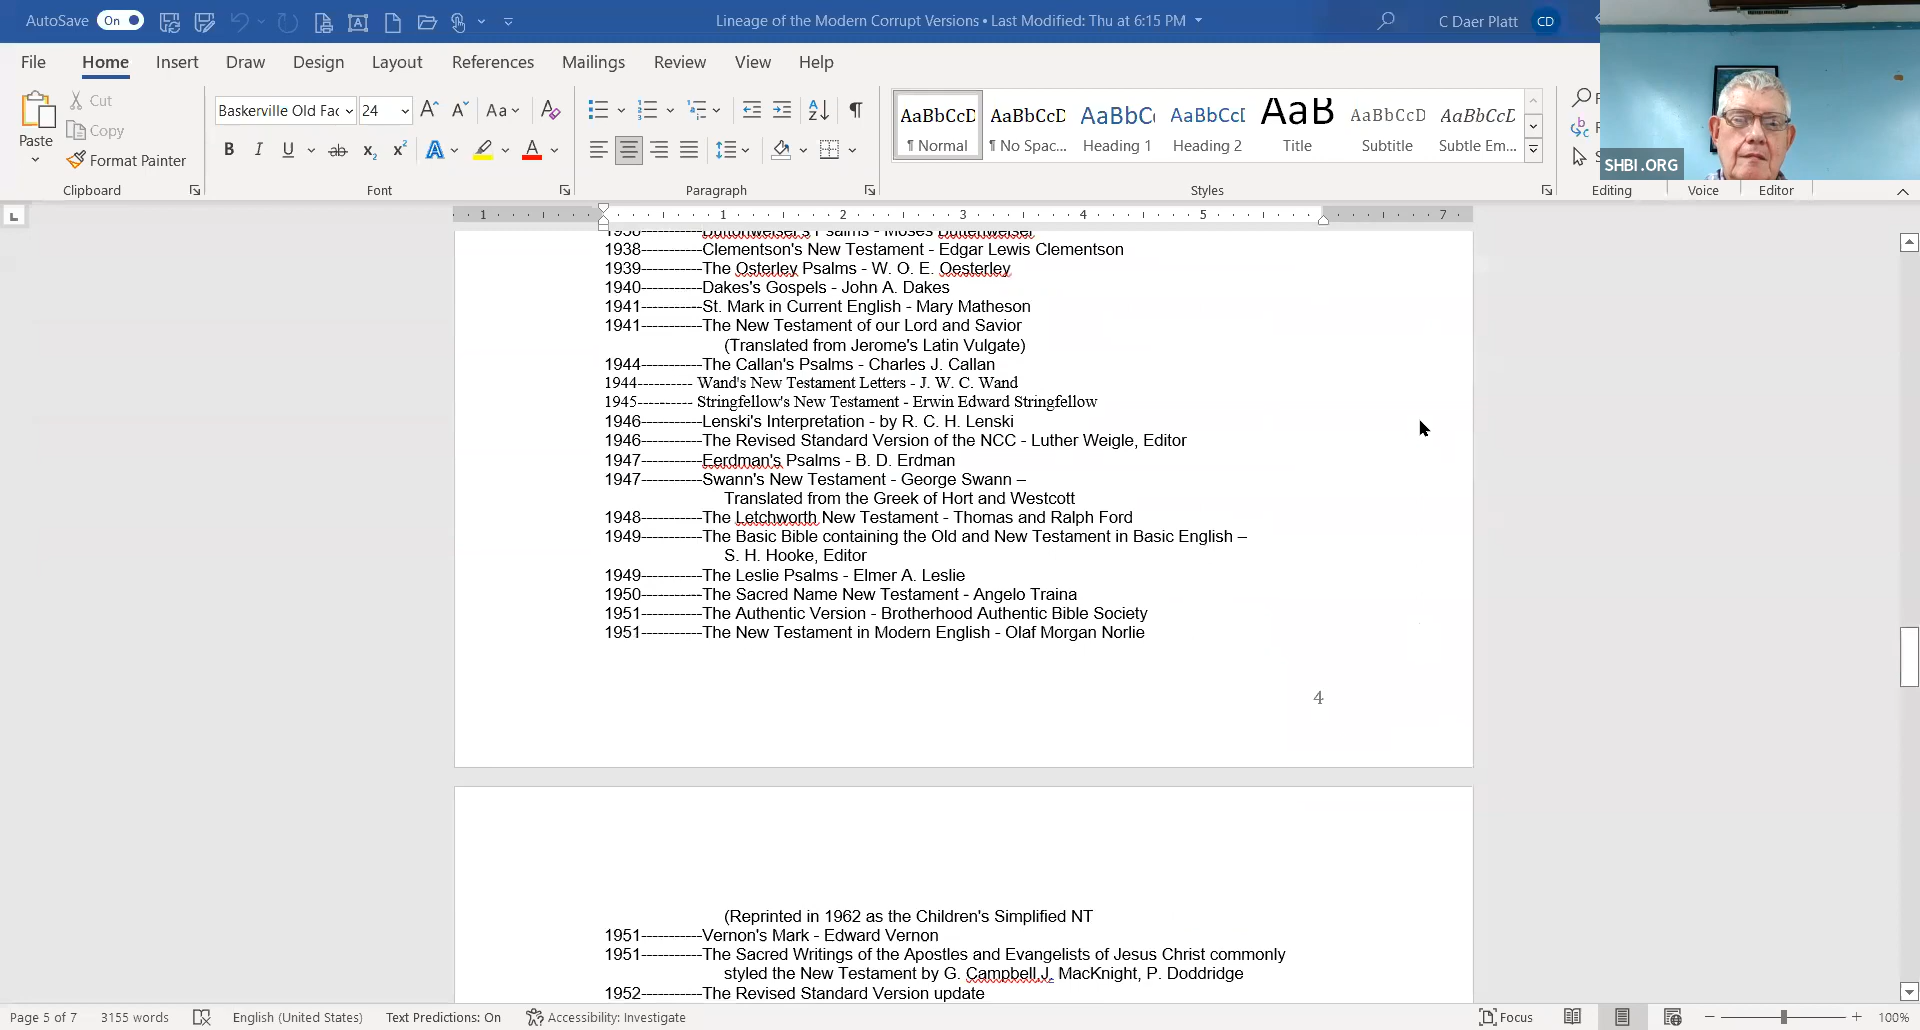 AutoSave On Lineage of the Modern Corrupt Versions • Last Modified: Thu at 6:15 PM C Daer Platt CD
File Home Insert Draw Design Layout References Mailings Review View Help
Paste
Cut
Copy
Format Painter
Clipboard
Baskerville Old Fac 24
Font
Paragraph
AaBbCcD AaBbCcD AaBbC AaBbCcI AaB AaBbCcD AaBbCcL
¶ Normal ¶ No Spac... Heading 1 Heading 2 Title Subtitle Subtle Em...
Styles
Editing Voice Editor
SHBI.ORG
1 1 2 3 4 5 7
1938-----------Buttonweiser's Psalms - Moses Buttenweiser
1938-----------Clementson's New Testament - Edgar Lewis Clementson
1939-----------The Osterley Psalms - W. O. E. Oesterley
1940-----------Dakes's Gospels - John A. Dakes
1941-----------St. Mark in Current English - Mary Matheson
1941-----------The New Testament of our Lord and Savior
(Translated from Jerome's Latin Vulgate)
1944-----------The Callan's Psalms - Charles J. Callan
1944---------- Wand's New Testament Letters - J. W. C. Wand
1945---------- Stringfellow's New Testament - Erwin Edward Stringfellow
1946-----------Lenski's Interpretation - by R. C. H. Lenski
1946-----------The Revised Standard Version of the NCC - Luther Weigle, Editor
1947-----------Eerdman's Psalms - B. D. Erdman
1947-----------Swann's New Testament - George Swann –
Translated from the Greek of Hort and Westcott
1948-----------The Letchworth New Testament - Thomas and Ralph Ford
1949-----------The Basic Bible containing the Old and New Testament in Basic English –
S. H. Hooke, Editor
1949-----------The Leslie Psalms - Elmer A. Leslie
1950-----------The Sacred Name New Testament - Angelo Traina
1951-----------The Authentic Version - Brotherhood Authentic Bible Society
1951-----------The New Testament in Modern English - Olaf Morgan Norlie
4
(Reprinted in 1962 as the Children's Simplified NT
1951-----------Vernon's Mark - Edward Vernon
1951-----------The Sacred Writings of the Apostles and Evangelists of Jesus Christ commonly
styled the New Testament by G. Campbell,J. MacKnight, P. Doddridge
1952-----------The Revised Standard Version update
Page 5 of 7 3155 words English (United States) Text Predictions: On Accessibility: Investigate Focus 100%